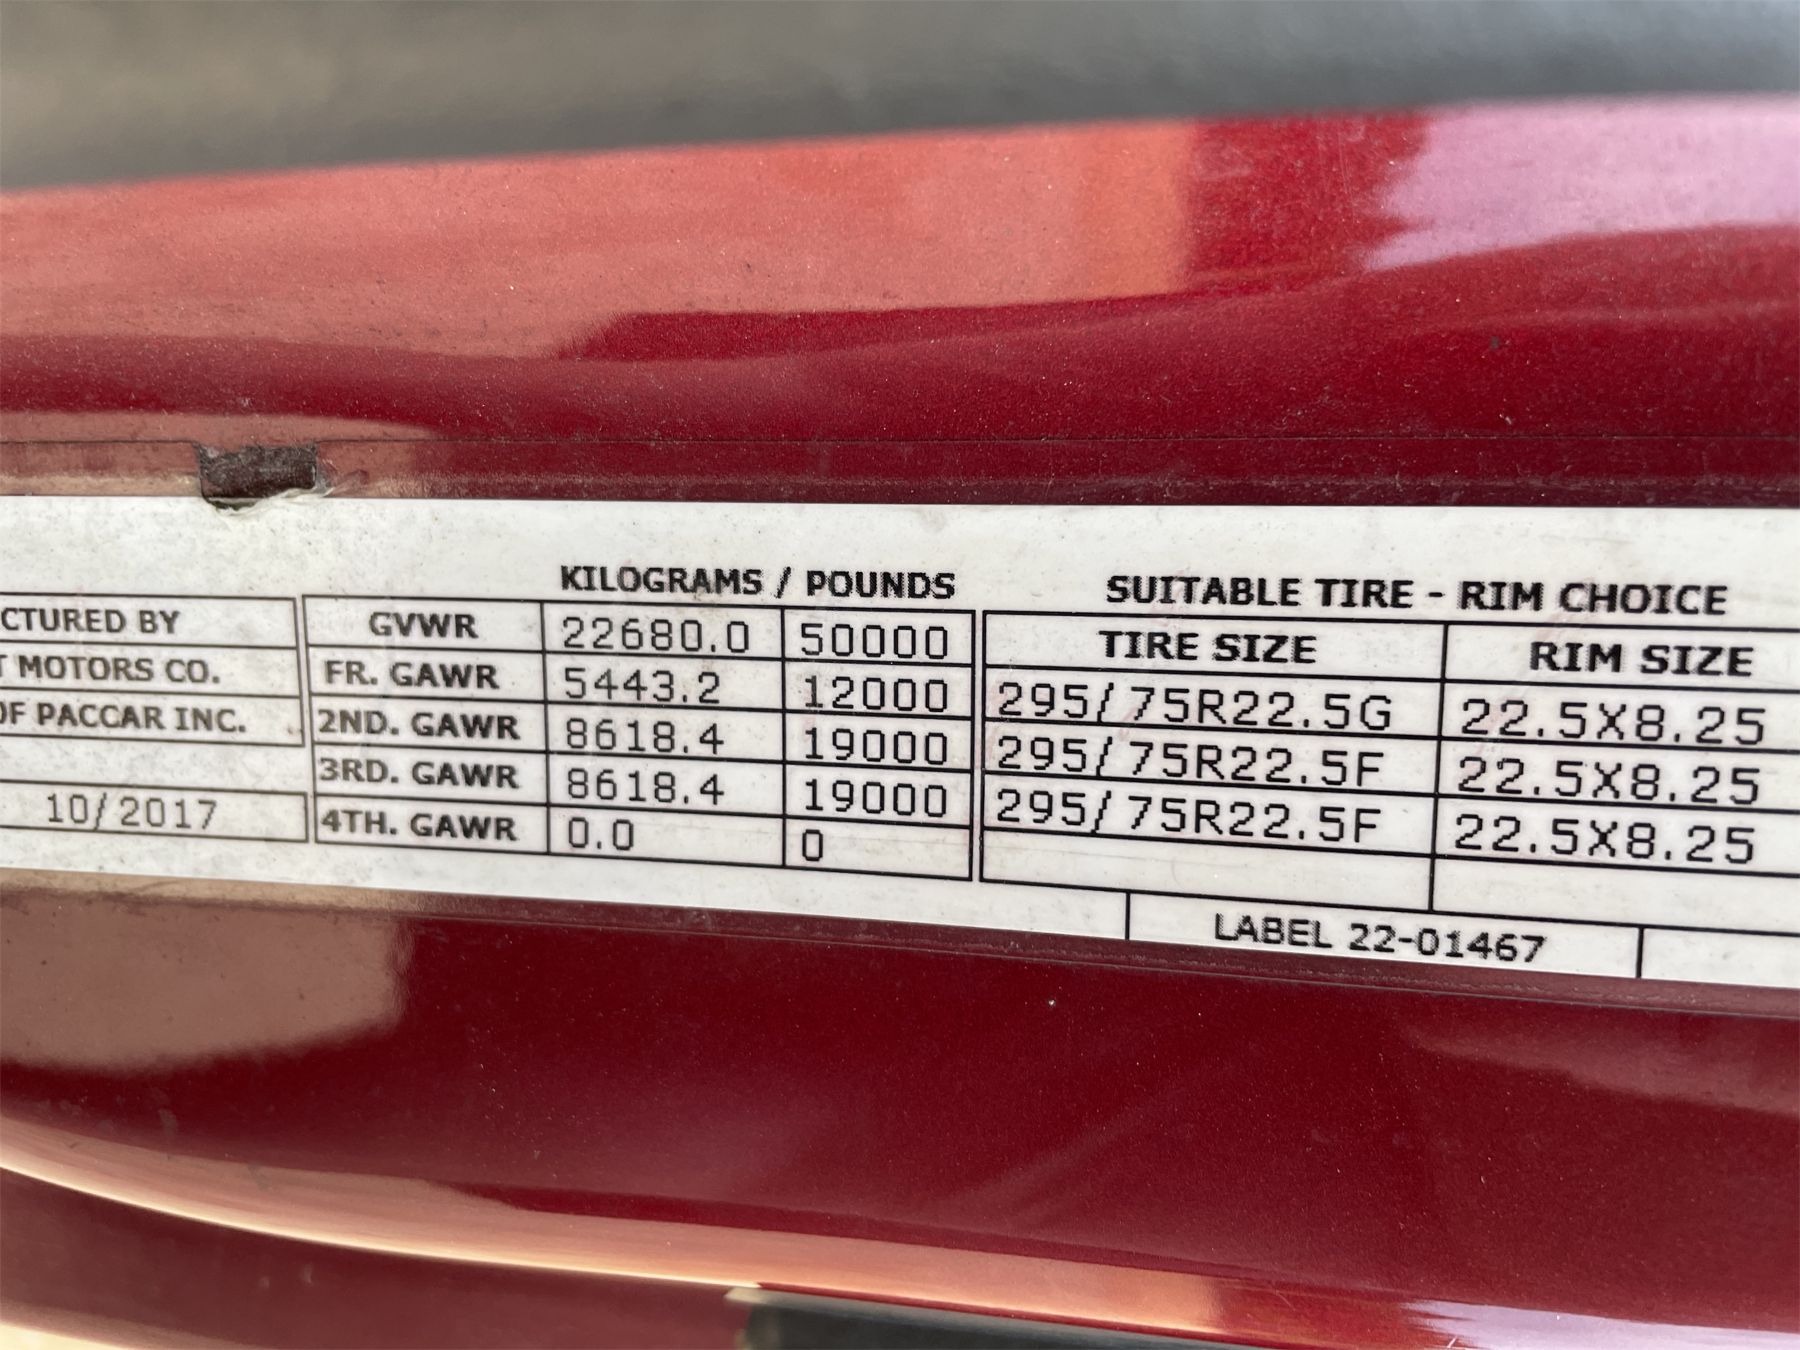 KILOGRAMS / POUNDS
SUITABLE TIRE - RIM CHOICE
CTURED BY
T MOTORS CO.
OF PACCAR INC.
10/2017
GVWR 22680.0 50000
FR. GAWR 5443.2 12000
2ND. GAWR 8618.4 19000
3RD. GAWR 8618.4 19000
4TH. GAWR 0.0 0
TIRE SIZE RIM SIZE
295/75R22.5G 22.5X8.25
295/75R22.5F 22.5X8.25
295/75R22.5F 22.5X8.25
LABEL 22-01467